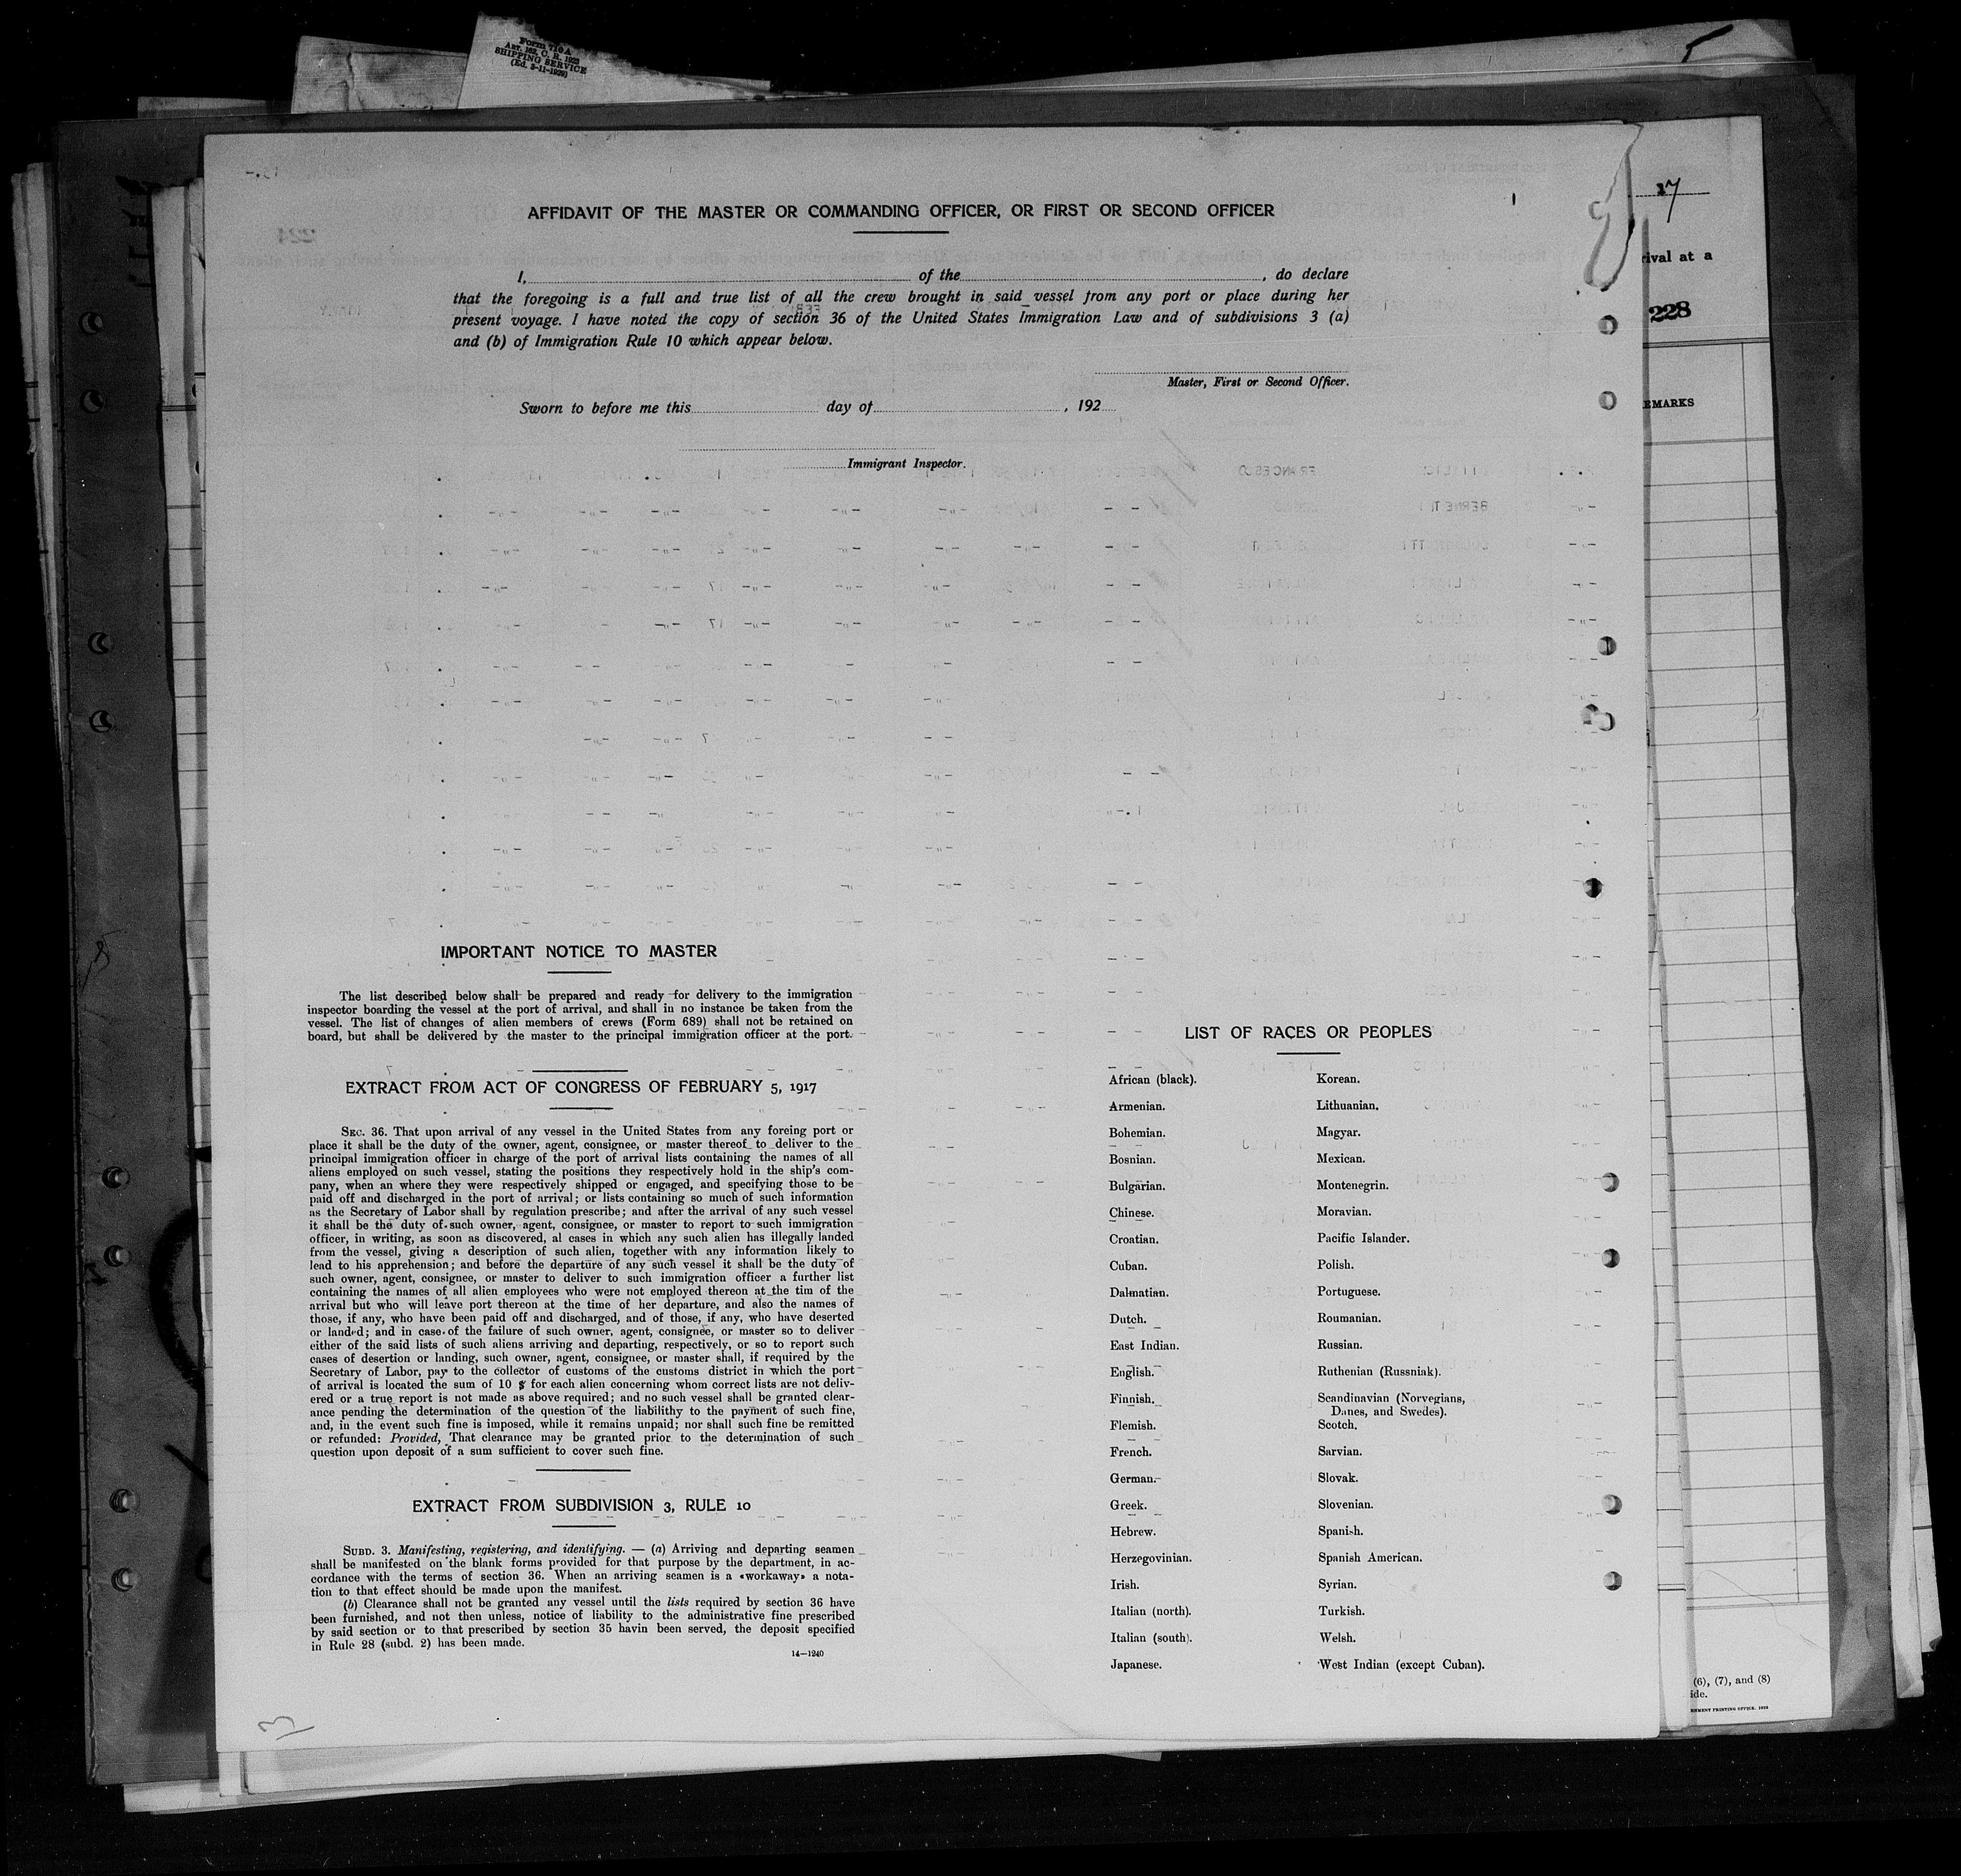 Form 710 A
Art. 162, C. R. 1923
SHIPPING SERVICE
(Ed. 3-11-1929)
17
rival at a
228
EMARKS
AFFIDAVIT OF THE MASTER OR COMMANDING OFFICER, OR FIRST OR SECOND OFFICER
I, of the , do declare
that the foregoing is a full and true list of all the crew brought in said vessel from any port or place during her
present voyage. I have noted the copy of section 36 of the United States Immigration Law and of subdivisions 3 (a)
and (b) of Immigration Rule 10 which appear below.
Master, First or Second Officer.
Sworn to before me this day of , 192
Immigrant Inspector.
IMPORTANT NOTICE TO MASTER
The list described below shall be prepared and ready for delivery to the immigration
inspector boarding the vessel at the port of arrival, and shall in no instance be taken from the
vessel. The list of changes of alien members of crews (Form 689) shall not be retained on
board, but shall be delivered by the master to the principal immigration officer at the port.
EXTRACT FROM ACT OF CONGRESS OF FEBRUARY 5, 1917
SEC. 36. That upon arrival of any vessel in the United States from any foreing port or
place it shall be the duty of the owner, agent, consignee, or master thereof to deliver to the
principal immigration officer in charge of the port of arrival lists containing the names of all
aliens employed on such vessel, stating the positions they respectively hold in the ship's com-
pany, when an where they were respectively shipped or engaged, and specifying those to be
paid off and discharged in the port of arrival; or lists containing so much of such information
as the Secretary of Labor shall by regulation prescribe; and after the arrival of any such vessel
it shall be the duty of such owner, agent, consignee, or master to report to such immigration
officer, in writing, as soon as discovered, al cases in which any such alien has illegally landed
from the vessel, giving a description of such alien, together with any information likely to
lead to his apprehension; and before the departure of any such vessel it shall be the duty of
such owner, agent, consignee, or master to deliver to such immigration officer a further list
containing the names of all alien employees who were not employed thereon at the tim of the
arrival but who will leave port thereon at the time of her departure, and also the names of
those, if any, who have been paid off and discharged, and of those, if any, who have deserted
or landed; and in case of the failure of such owner, agent, consignee, or master so to deliver
either of the said lists of such aliens arriving and departing, respectively, or so to report such
cases of desertion or landing, such owner, agent, consignee, or master shall, if required by the
Secretary of Labor, pay to the collector of customs of the customs district in which the port
of arrival is located the sum of 10 $ for each alien concerning whom correct lists are not deliv-
ered or a true report is not made as above required; and no such vessel shall be granted clear-
ance pending the determination of the question of the liabilithy to the payment of such fine,
and, in the event such fine is imposed, while it remains unpaid; nor shall such fine be remitted
or refunded: Provided, That clearance may be granted prior to the determination of such
question upon deposit of a sum sufficient to cover such fine.
EXTRACT FROM SUBDIVISION 3, RULE 10
SUBD. 3. Manifesting, registering, and identifying. — (a) Arriving and departing seamen
shall be manifested on the blank forms provided for that purpose by the department, in ac-
cordance with the terms of section 36. When an arriving seamen is a «workaway» a nota-
tion to that effect should be made upon the manifest.
(b) Clearance shall not be granted any vessel until the lists required by section 36 have
been furnished, and not then unless, notice of liability to the administrative fine prescribed
by said section or to that prescribed by section 35 havin been served, the deposit specified
in Rule 28 (subd. 2) has been made.
14—1240
LIST OF RACES OR PEOPLES
African (black).
Armenian.
Bohemian.
Bosnian.
Bulgarian.
Chinese.
Croatian.
Cuban.
Dalmatian.
Dutch.
East Indian.
English.
Finnish.
Flemish.
French.
German.
Greek.
Hebrew.
Herzegovinian.
Irish.
Italian (north).
Italian (south).
Japanese.
Korean.
Lithuanian.
Magyar.
Mexican.
Montenegrin.
Moravian.
Pacific Islander.
Polish.
Portuguese.
Roumanian.
Russian.
Ruthenian (Russniak).
Scandinavian (Norvegians,
Danes, and Swedes).
Scotch.
Sarvian.
Slovak.
Slovenian.
Spanish.
Spanish American.
Syrian.
Turkish.
Welsh.
West Indian (except Cuban).
(6), (7), and (8)
ide.
NMENT PRINTING OFFICE. 1922
3